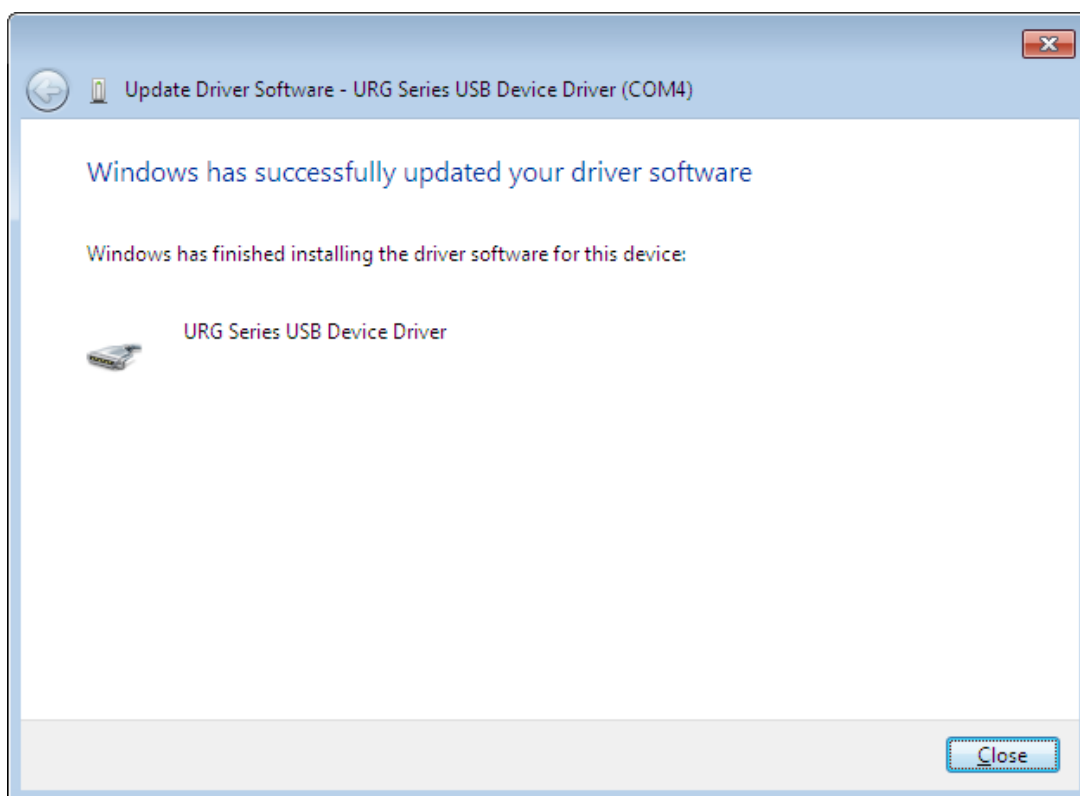 Update Driver Software - URG Series USB Device Driver (COM4)
Windows has successfully updated your driver software
Windows has finished installing the driver software for this device:
URG Series USB Device Driver
Close